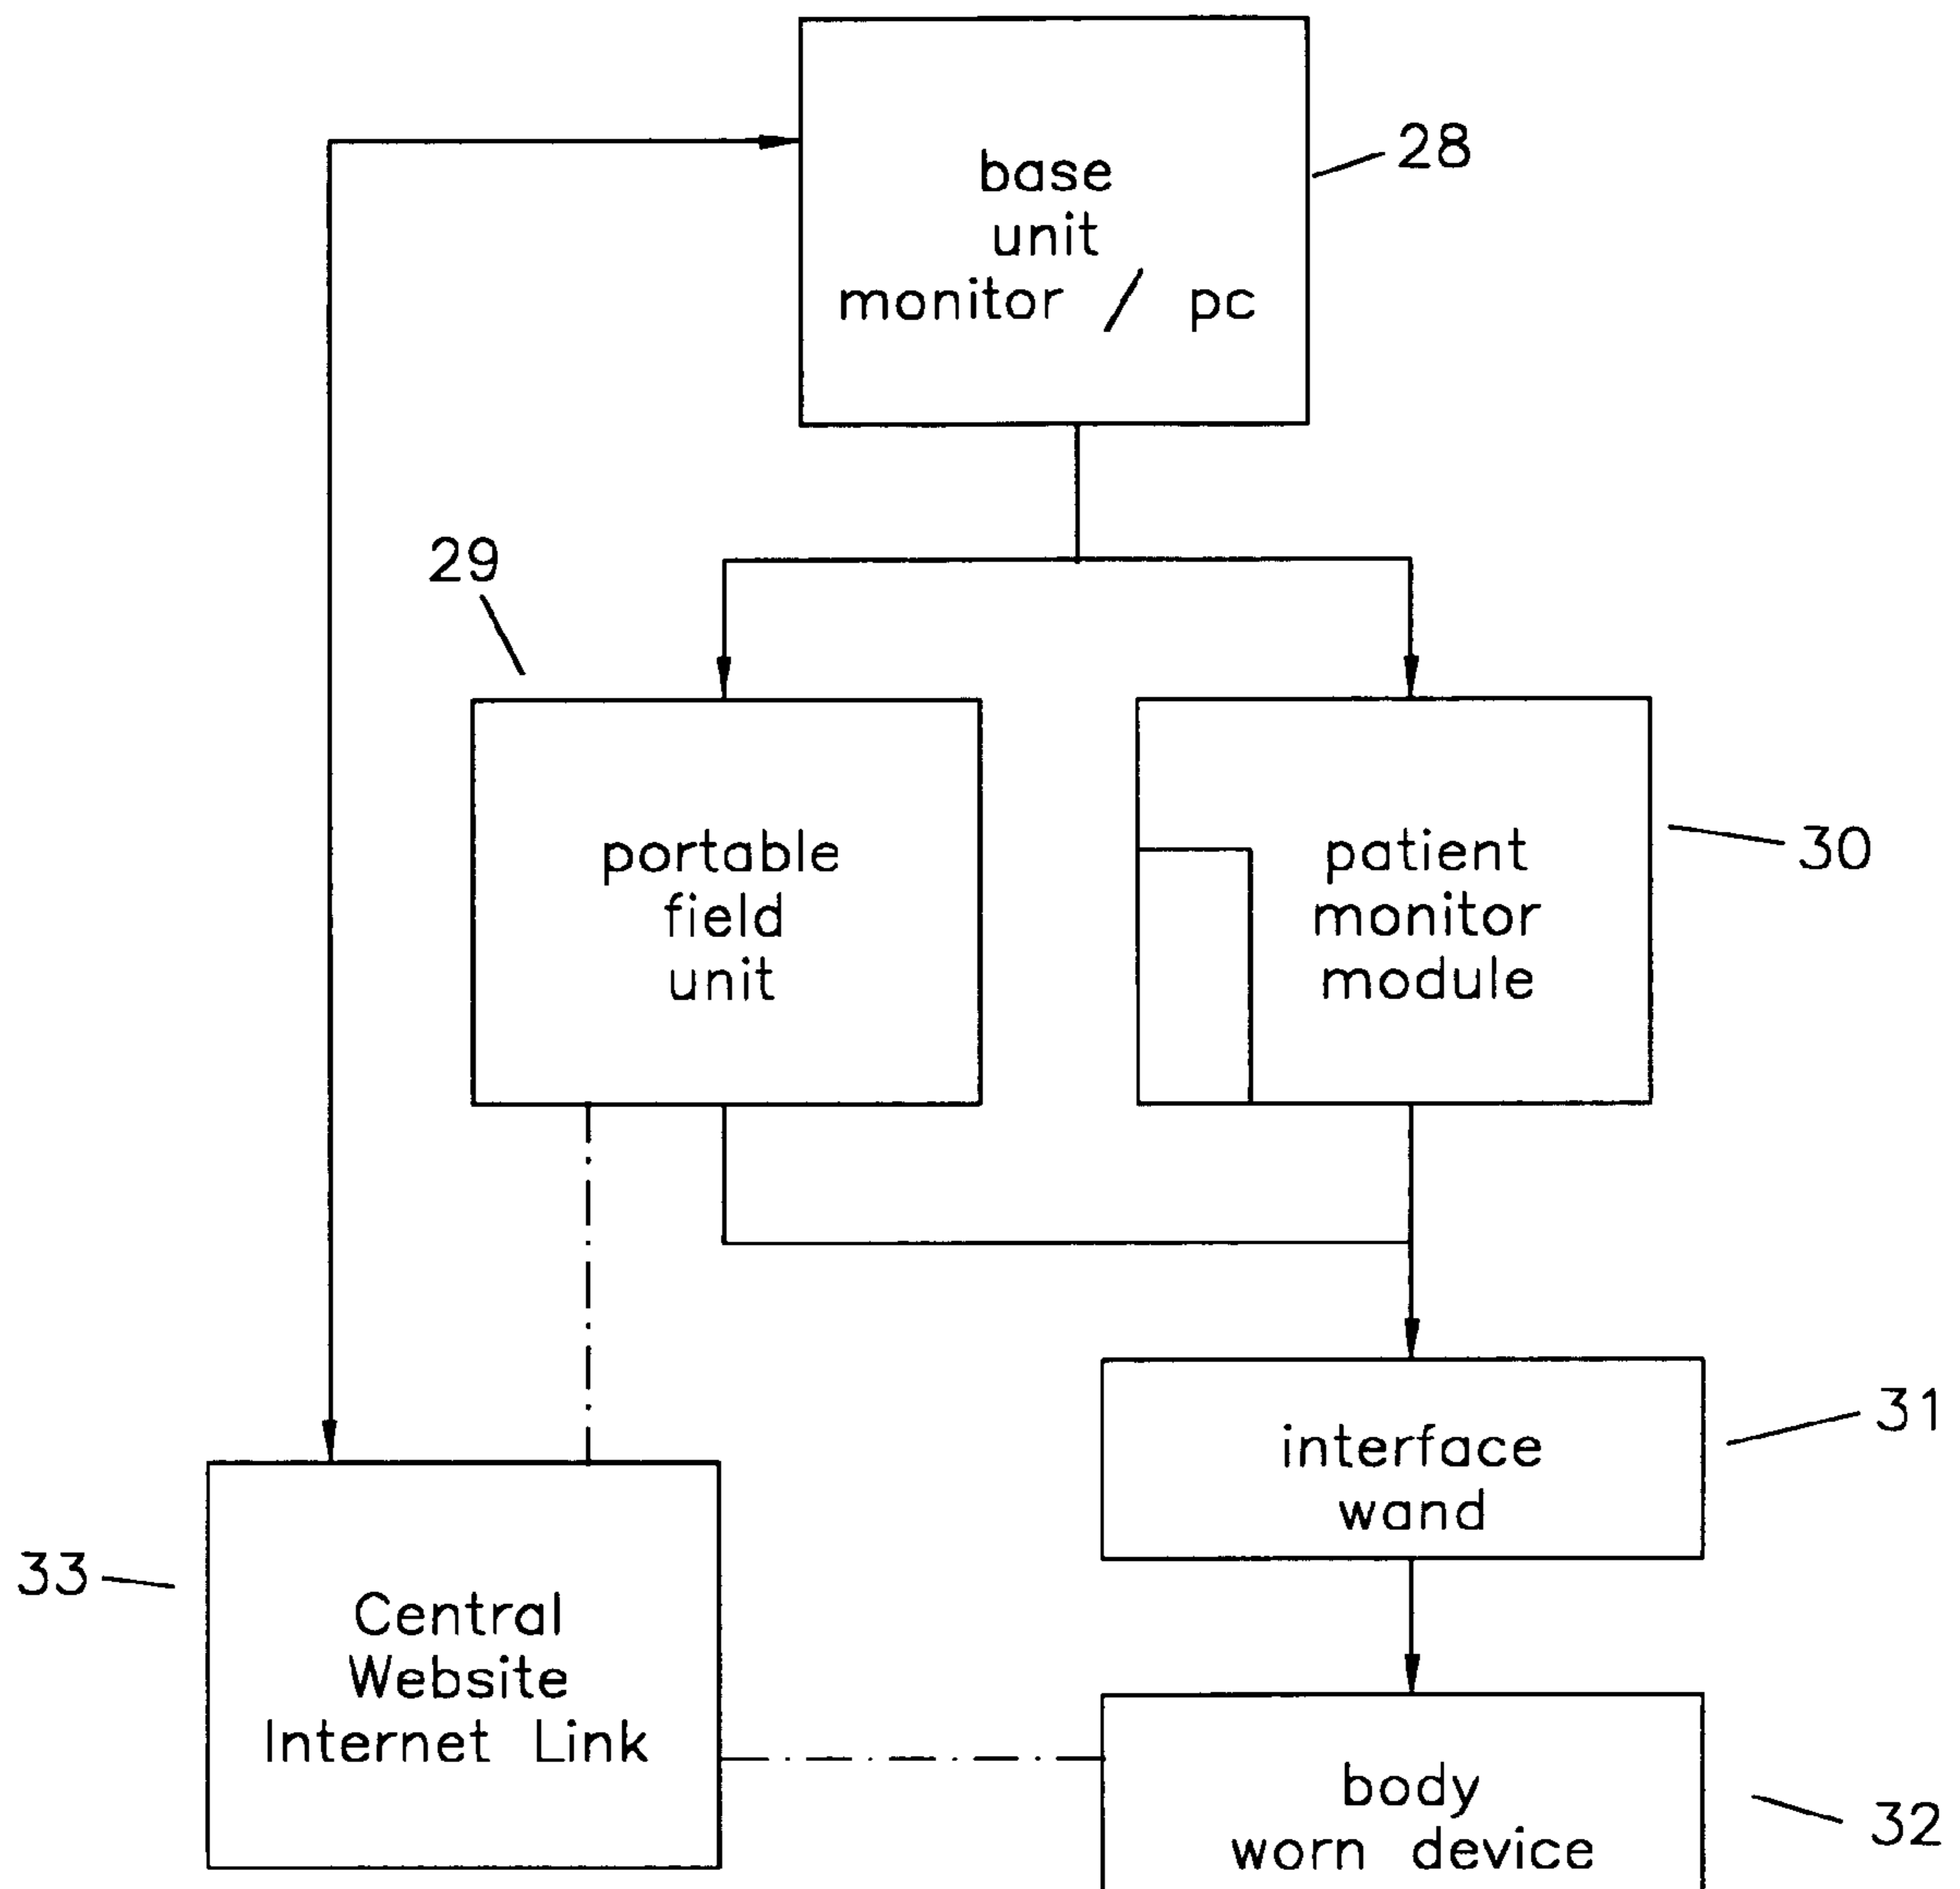 base
unit
monitor / pc
28
29
portable
field
unit
patient
monitor
module
30
interface
wand
31
33
Central
Website
Internet Link
body
worn device
32